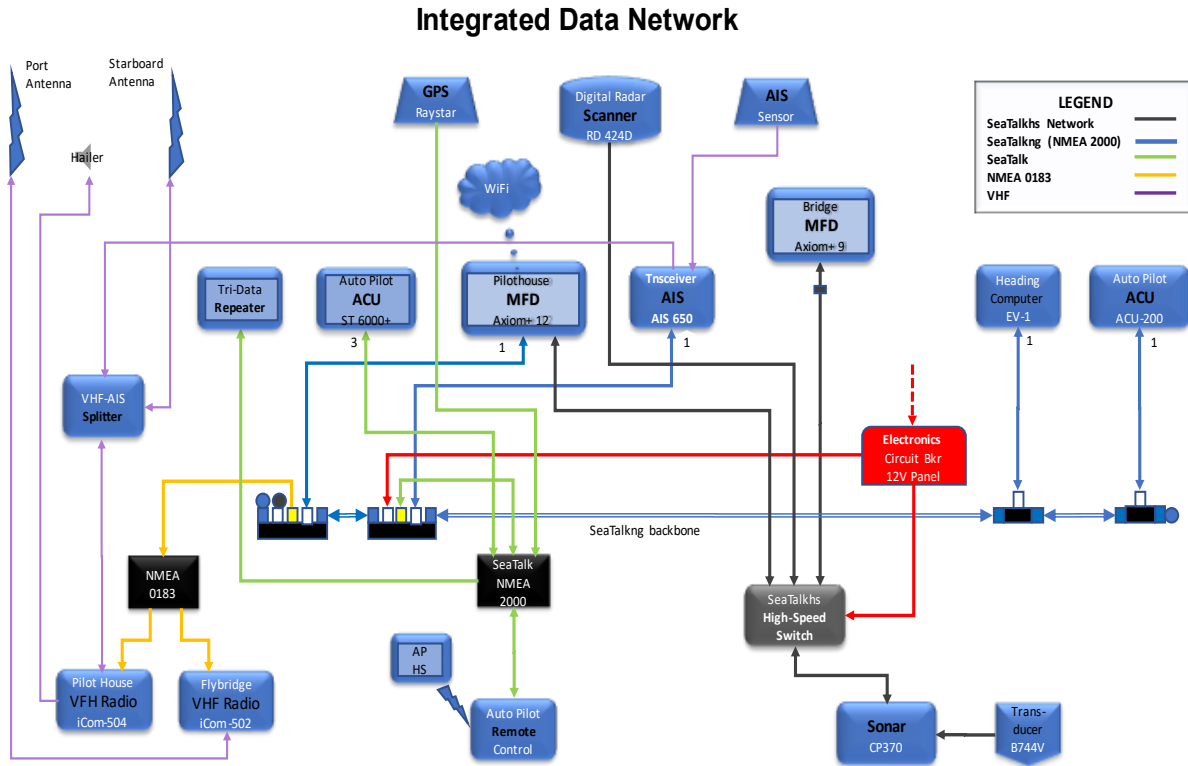 Integrated Data Network
Port
Antenna
Starboard
Antenna
Hailer
GPS
Raystar
Digital Radar
Scanner
RD 424D
AIS
Sensor
LEGEND
SeaTalkhs Network
SeaTalkng (NMEA 2000)
SeaTalk
NMEA 0183
VHF
WiFi
Bridge
MFD
Axiom+ 9
Tri-Data
Repeater
Auto Pilot
ACU
ST 6000+
3
Pilothouse
MFD
Axiom+ 12
1
Tnsceiver
AIS
AIS 650
1
Heading
Computer
EV-1
1
Auto Pilot
ACU
ACU-200
1
VHF-AIS
Splitter
Electronics
Circuit Bkr
12V Panel
SeaTalkng backbone
NMEA
0183
SeaTalk
NMEA
2000
SeaTalkhs
High-Speed
Switch
AP
HS
Pilot House
VFH Radio
iCom-504
Flybridge
VHF Radio
iCom-502
Auto Pilot
Remote
Control
Sonar
CP370
Trans-
ducer
B744V